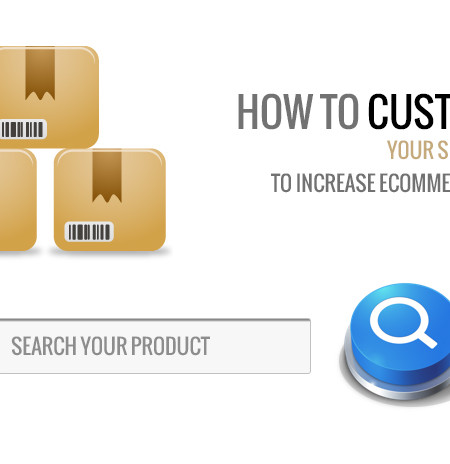 HOW TO CUST
YOUR S
TO INCREASE ECOMME
SEARCH YOUR PRODUCT